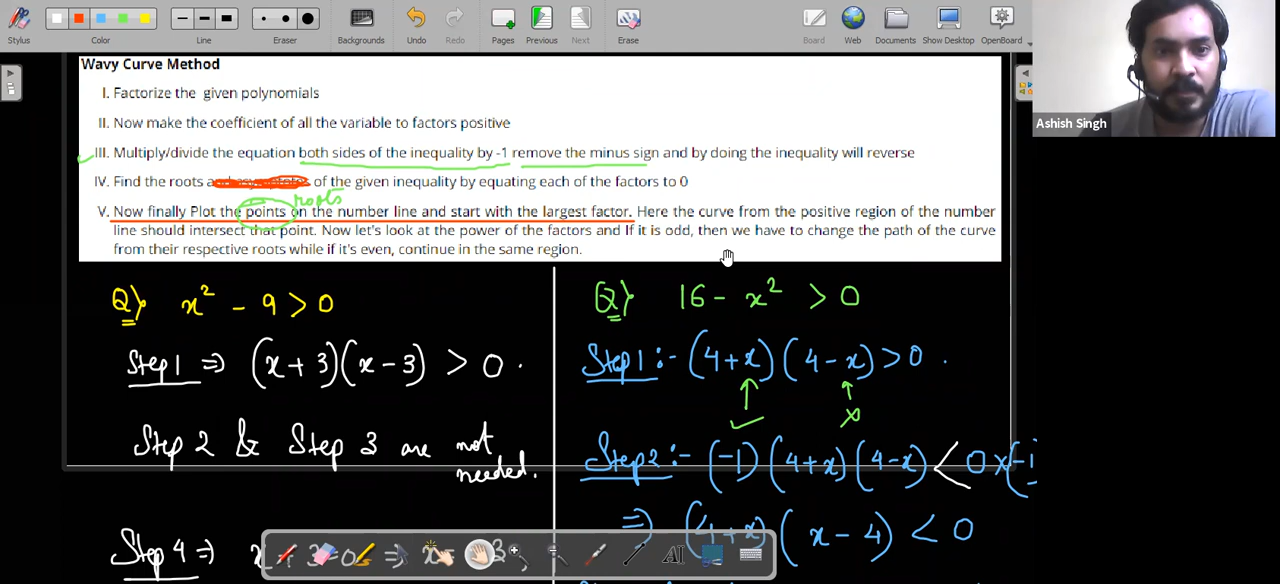 Stylus Color Line Eraser Backgrounds Undo Redo Pages Previous Next Erase Board Web Documents Show Desktop OpenBoard
Ashish Singh
Wavy Curve Method
I. Factorize the given polynomials
II. Now make the coefficient of all the variable to factors positive
III. Multiply/divide the equation both sides of the inequality by -1 remove the minus sign and by doing the inequality will reverse
IV. Find the roots of the given inequality by equating each of the factors to 0
roots
V. Now finally Plot the points on the number line and start with the largest factor. Here the curve from the positive region of the number
line should intersect that point. Now let's look at the power of the factors and If it is odd, then we have to change the path of the curve
from their respective roots while if it's even, continue in the same region.
Q} x² - 9 > 0
Step 1 ⇒ (x + 3)(x - 3) > 0 .
Step 2 & Step 3 are not
needed.
Step 4 ⇒
Q} 16 - x² > 0
Step 1 :- (4+x)(4-x) > 0 .
Step 2 :- (-1)(4+x)(4-x) < 0 x(-1
⇒ (4+x)(x-4) < 0